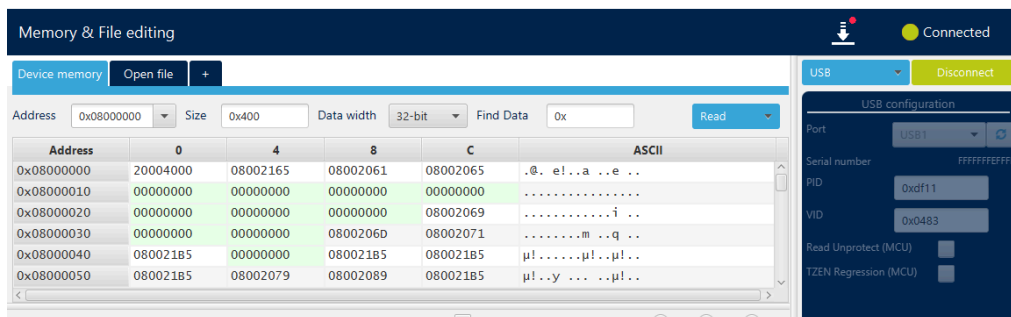 Memory & File editing
Connected
Device memory Open file +
USB Disconnect
Address 0x08000000 Size 0x400 Data width 32-bit Find Data 0x Read
USB configuration
Port USB1
Serial number FFFFFFFEFFF
PID 0xdf11
VID 0x0483
Read Unprotect (MCU)
TZEN Regression (MCU)
Address 0 4 8 C ASCII
0x08000000 20004000 08002165 08002061 08002065 .@. e!..a ..e ..
0x08000010 00000000 00000000 00000000 00000000 ................
0x08000020 00000000 00000000 00000000 08002069 ............i ..
0x08000030 00000000 00000000 0800206D 08002071 ........m ..q ..
0x08000040 080021B5 00000000 080021B5 080021B5 µ!......µ!..µ!..
0x08000050 080021B5 08002079 08002089 080021B5 µ!..y ... ..µ!..